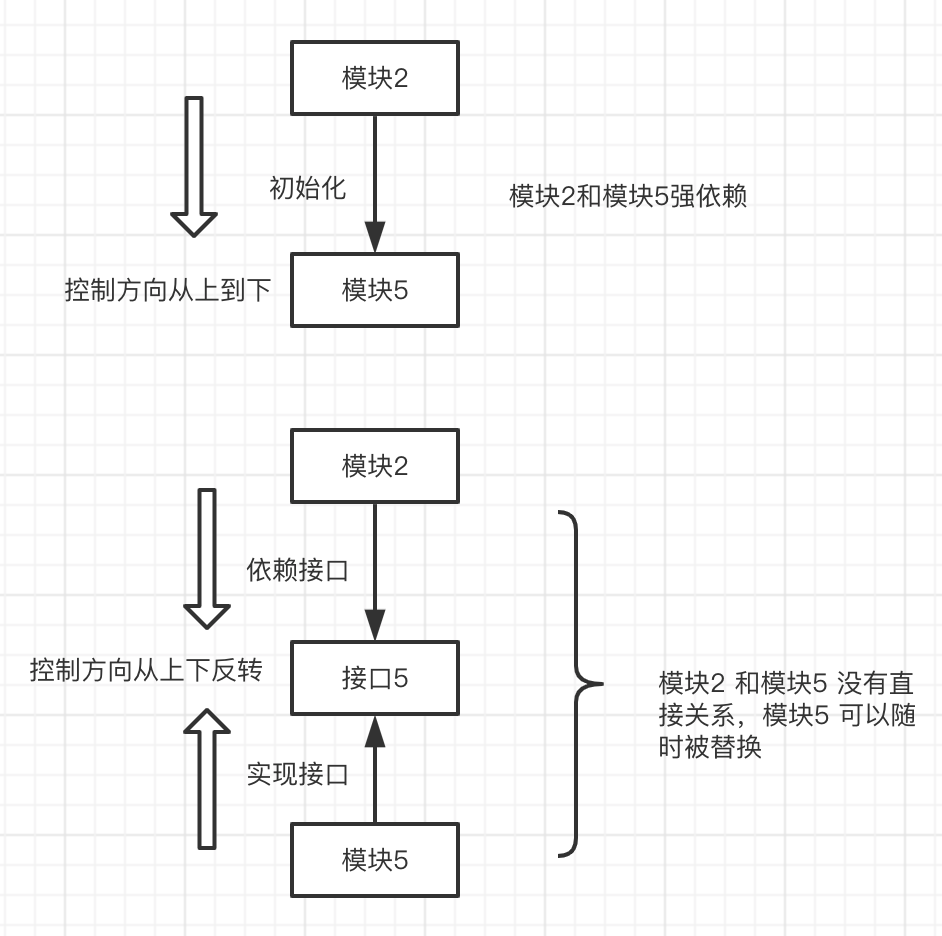 模块2
初始化
模块2和模块5强依赖
控制方向从上到下
模块5
模块2
依赖接口
控制方向从上下反转
接口5
模块2 和模块5 没有直
接关系，模块5 可以随
时被替换
实现接口
模块5